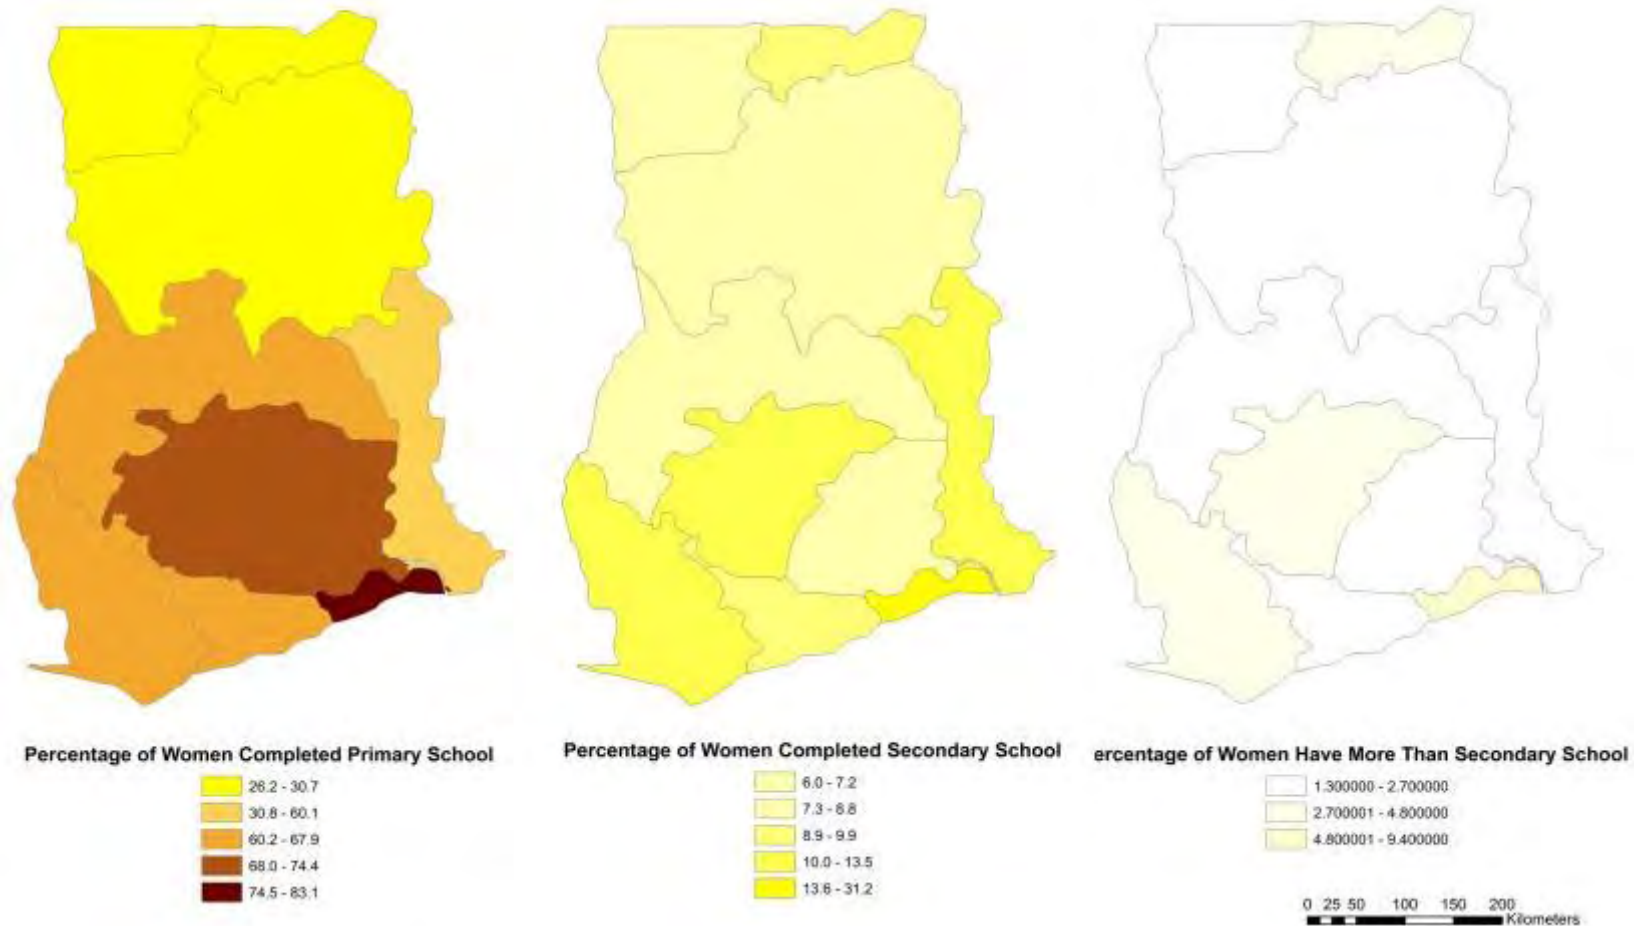 Percentage of Women Completed Primary School
26.2 - 30.7
30.8 - 60.1
60.2 - 67.9
68.0 - 74.4
74.5 - 83.1
Percentage of Women Completed Secondary School
6.0 - 7.2
7.3 - 8.8
8.9 - 9.9
10.0 - 13.5
13.6 - 31.2
ercentage of Women Have More Than Secondary School
1.300000 - 2.700000
2.700001 - 4.800000
4.800001 - 9.400000
0 25 50 100 150 200
Kilometers